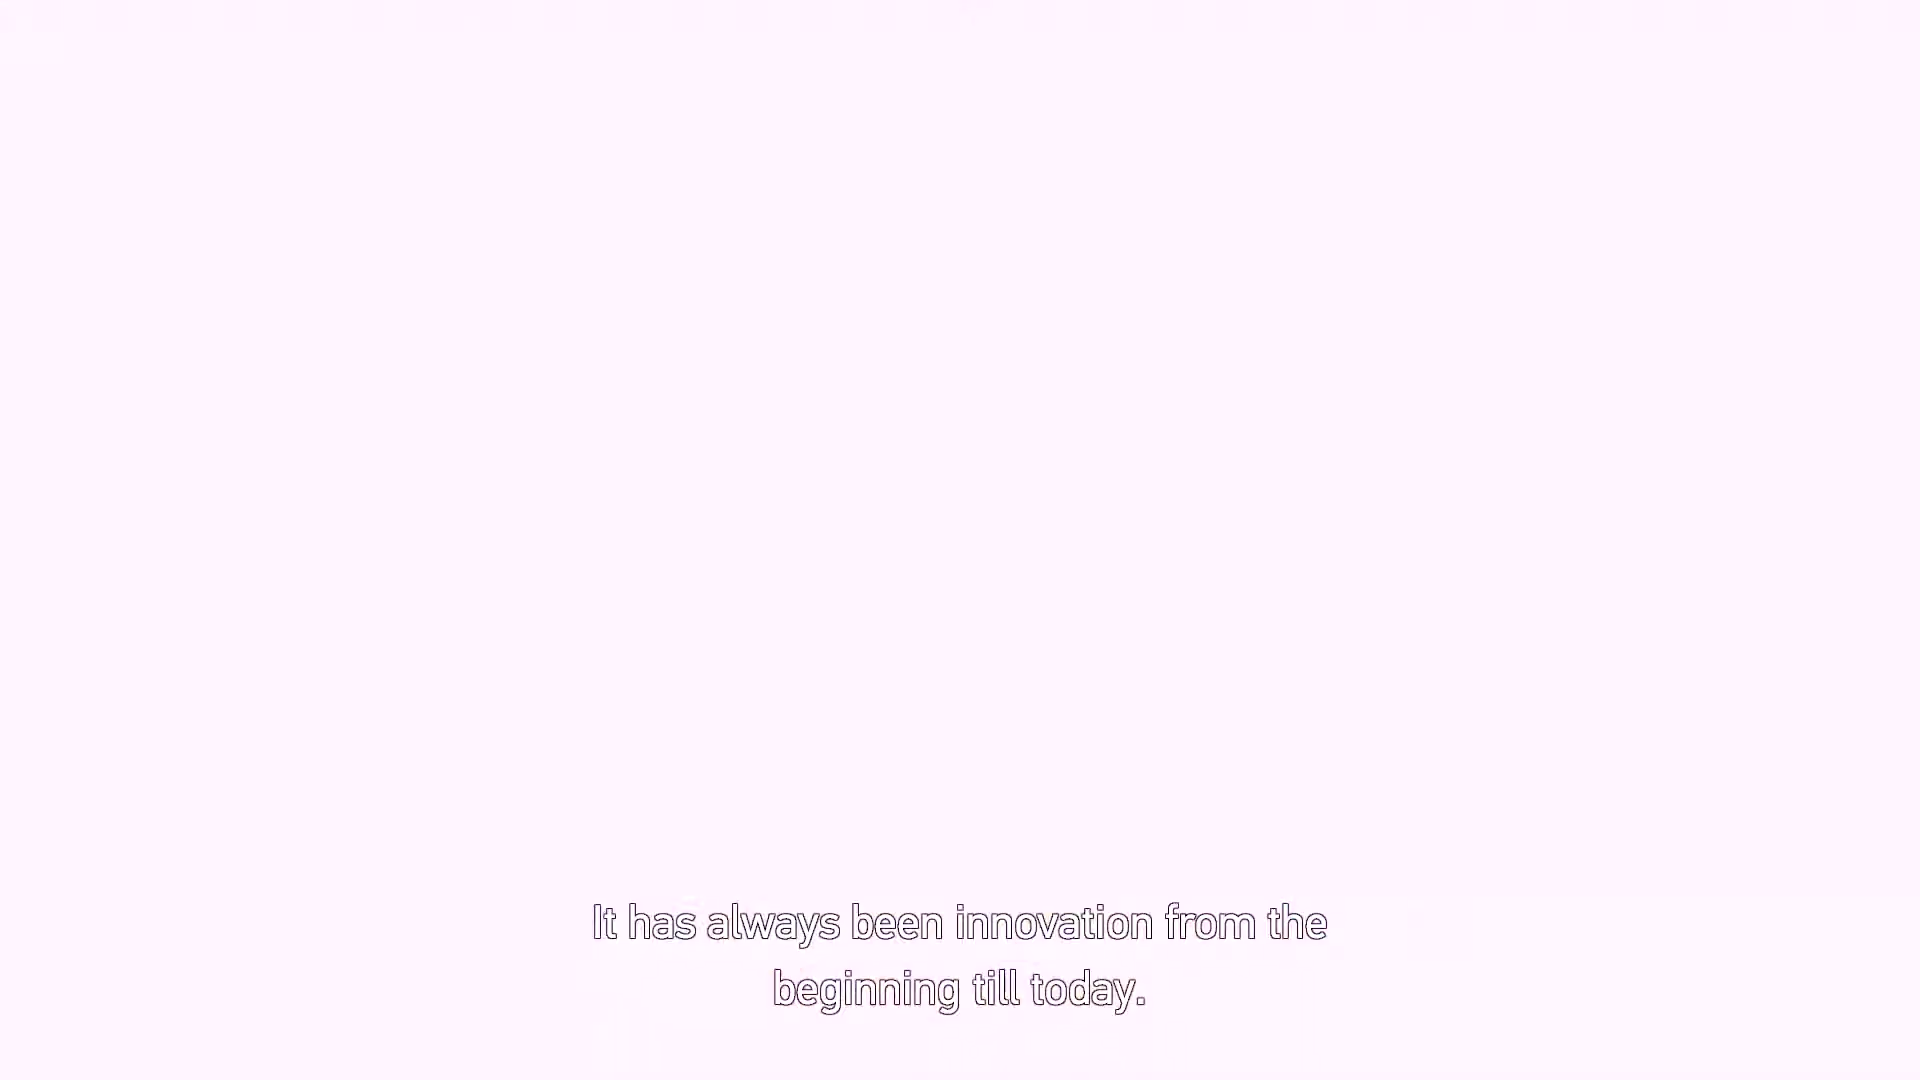 It has always been innovation from the
beginning till today.